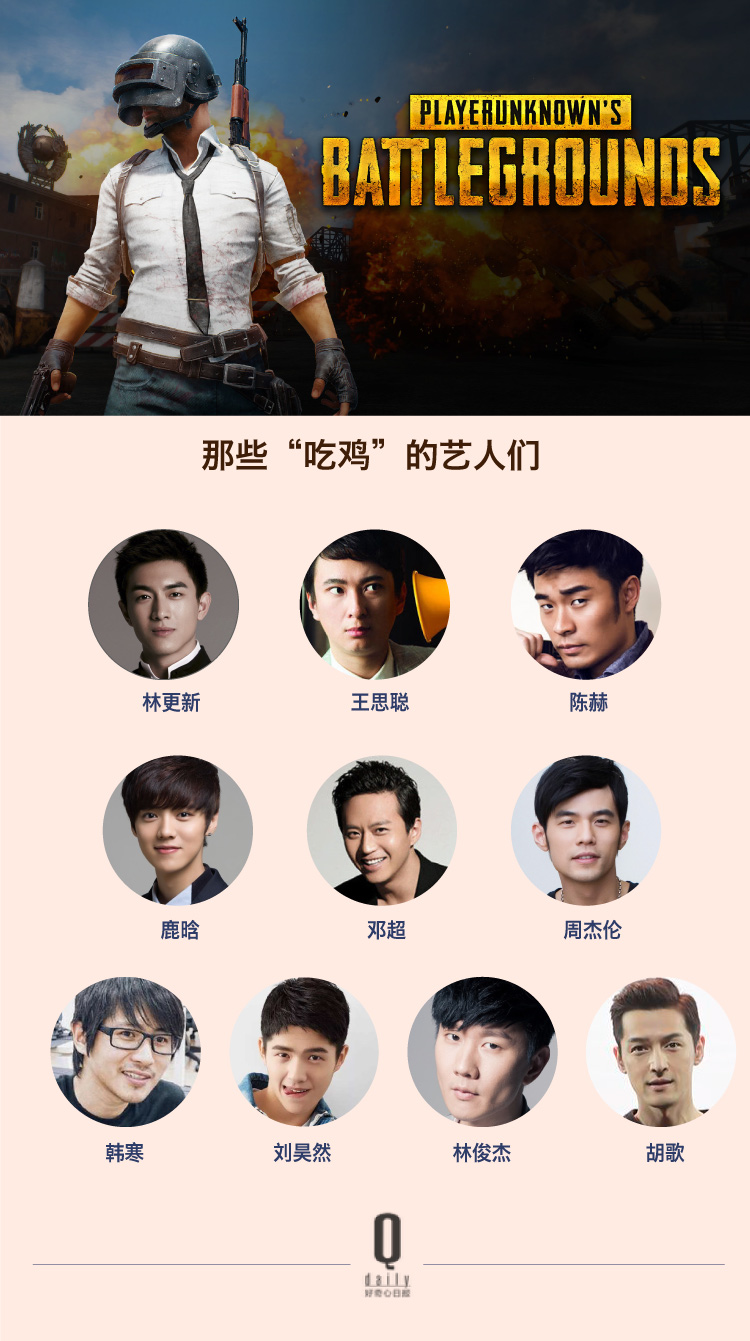 PLAYERUNKNOWN'S
BATTLEGROUNDS
那些“吃鸡”的艺人们
林更新 王思聪 陈赫
鹿晗 邓超 周杰伦
韩寒 刘昊然 林俊杰 胡歌
Q
daily
好奇心日报